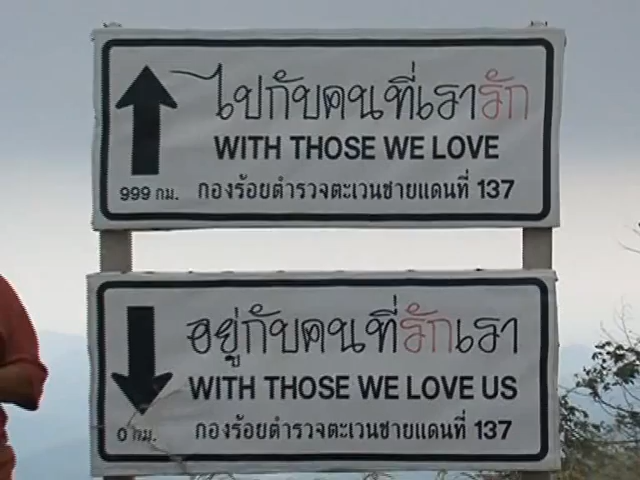 ไปกับคนที่เรารัก
WITH THOSE WE LOVE
999 กม. กองร้อยตำรวจตะเวนชายแดนที่ 137
อยู่กับคนที่รักเรา
WITH THOSE WE LOVE US
0 กม. กองร้อยตำรวจตะเวนชายแดนที่ 137